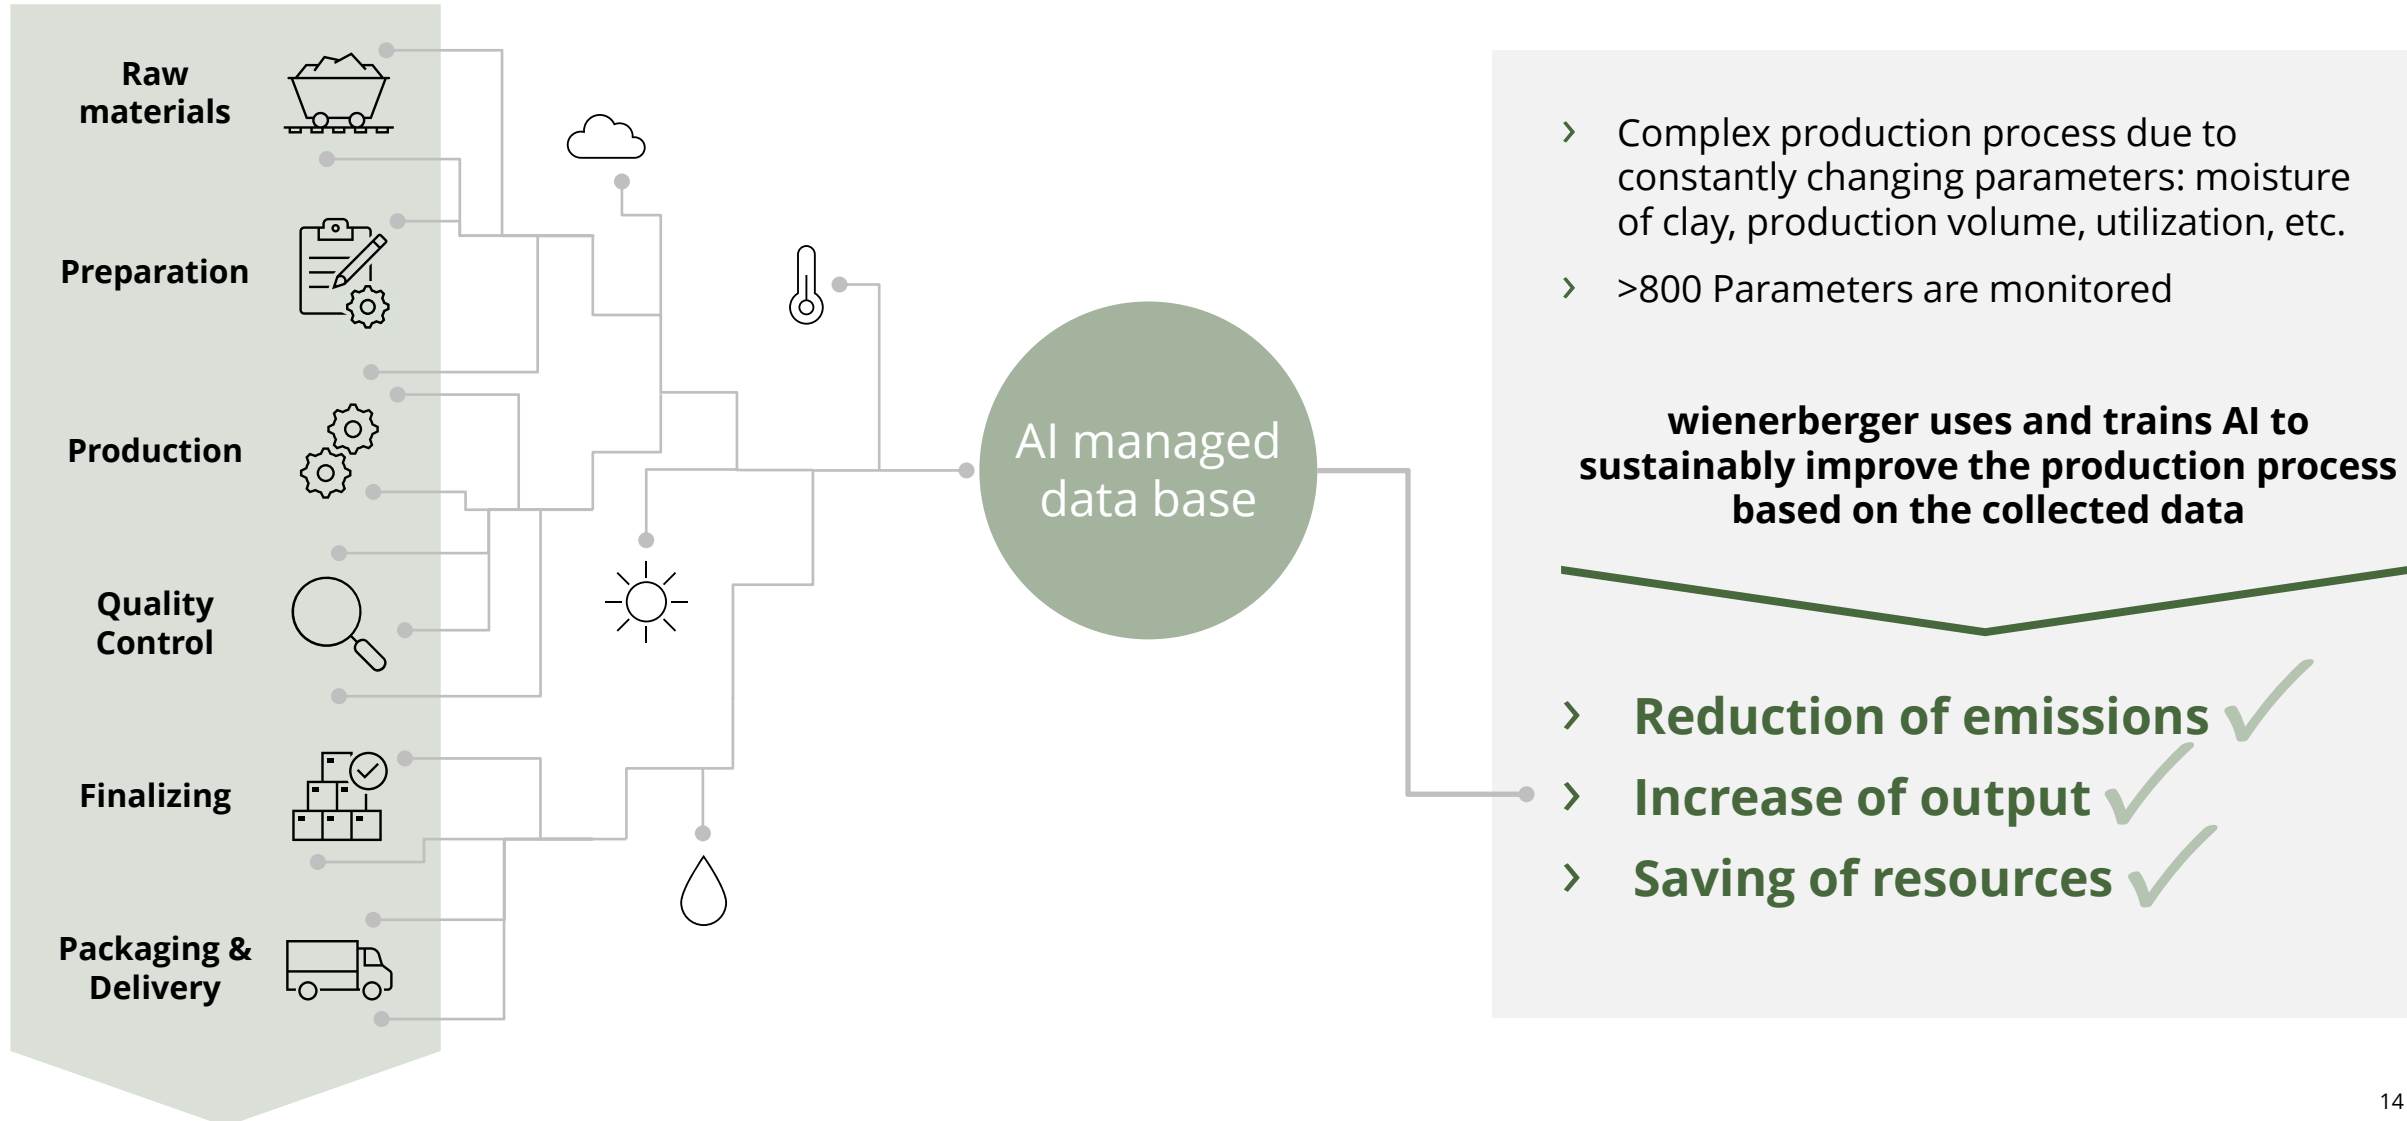 Raw
materials
Preparation
Production
Quality
Control
Finalizing
Packaging &
Delivery
AI managed
data base
› Complex production process due to
constantly changing parameters: moisture
of clay, production volume, utilization, etc.
› >800 Parameters are monitored
wienerberger uses and trains AI to
sustainably improve the production process
based on the collected data
› Reduction of emissions ✓
› Increase of output ✓
› Saving of resources ✓
14